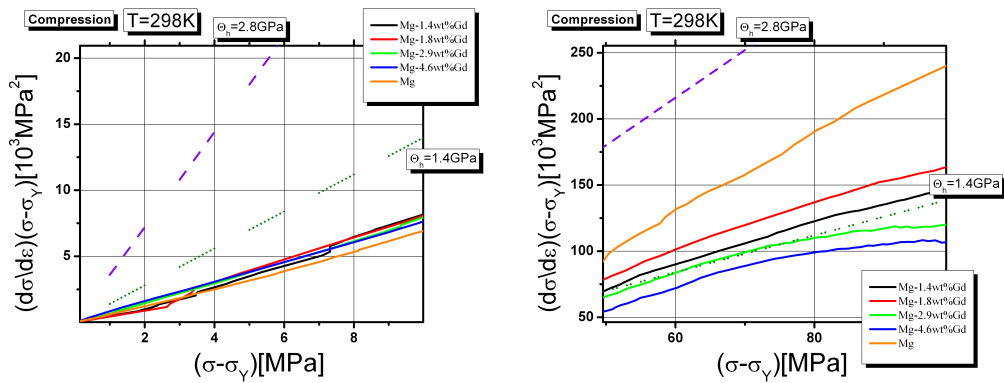 Compression
T=298K
Θh=2.8GPa
Mg-1.4wt%Gd
Mg-1.8wt%Gd
Mg-2.9wt%Gd
Mg-4.6wt%Gd
Mg
Θh=1.4GPa
20
15
10
5
2
4
6
8
(dσ\dε)(σ-σY)[10³MPa²]
(σ-σY)[MPa]
Compression
T=298K
Θh=2.8GPa
250
200
150
100
50
60
80
Θh=1.4GPa
Mg-1.4wt%Gd
Mg-1.8wt%Gd
Mg-2.9wt%Gd
Mg-4.6wt%Gd
Mg
(dσ\dε)(σ-σY)[10³MPa²]
(σ-σY)[MPa]